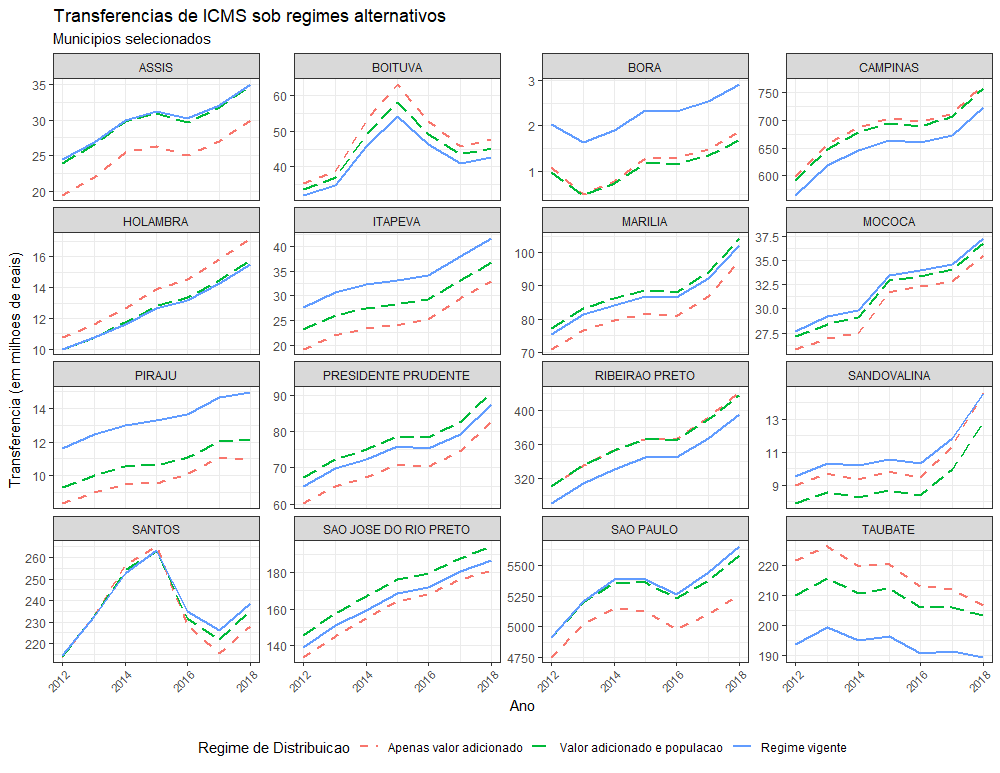 Transferencias de ICMS sob regimes alternativos
Municipios selecionados
ASSIS BOITUVA BORA CAMPINAS
35 30 25 20
60 50 40
3 2 1
750 700 650 600
HOLAMBRA ITAPEVA MARILIA MOCOCA
16 14 12 10
40 35 30 25 20
100 90 80 70
37.5 35.0 32.5 30.0 27.5
PIRAJU PRESIDENTE PRUDENTE RIBEIRAO PRETO SANDOVALINA
14 12 10
90 80 70 60
400 360 320
13 11 9
SANTOS SAO JOSE DO RIO PRETO SAO PAULO TAUBATE
260 250 240 230 220
180 160 140
5500 5250 5000 4750
220 210 200 190
2012 2014 2016 2018 2012 2014 2016 2018 2012 2014 2016 2018 2012 2014 2016 2018
Transferencia (em milhoes de reais)
Ano
Regime de Distribuicao Apenas valor adicionado Valor adicionado e populacao Regime vigente